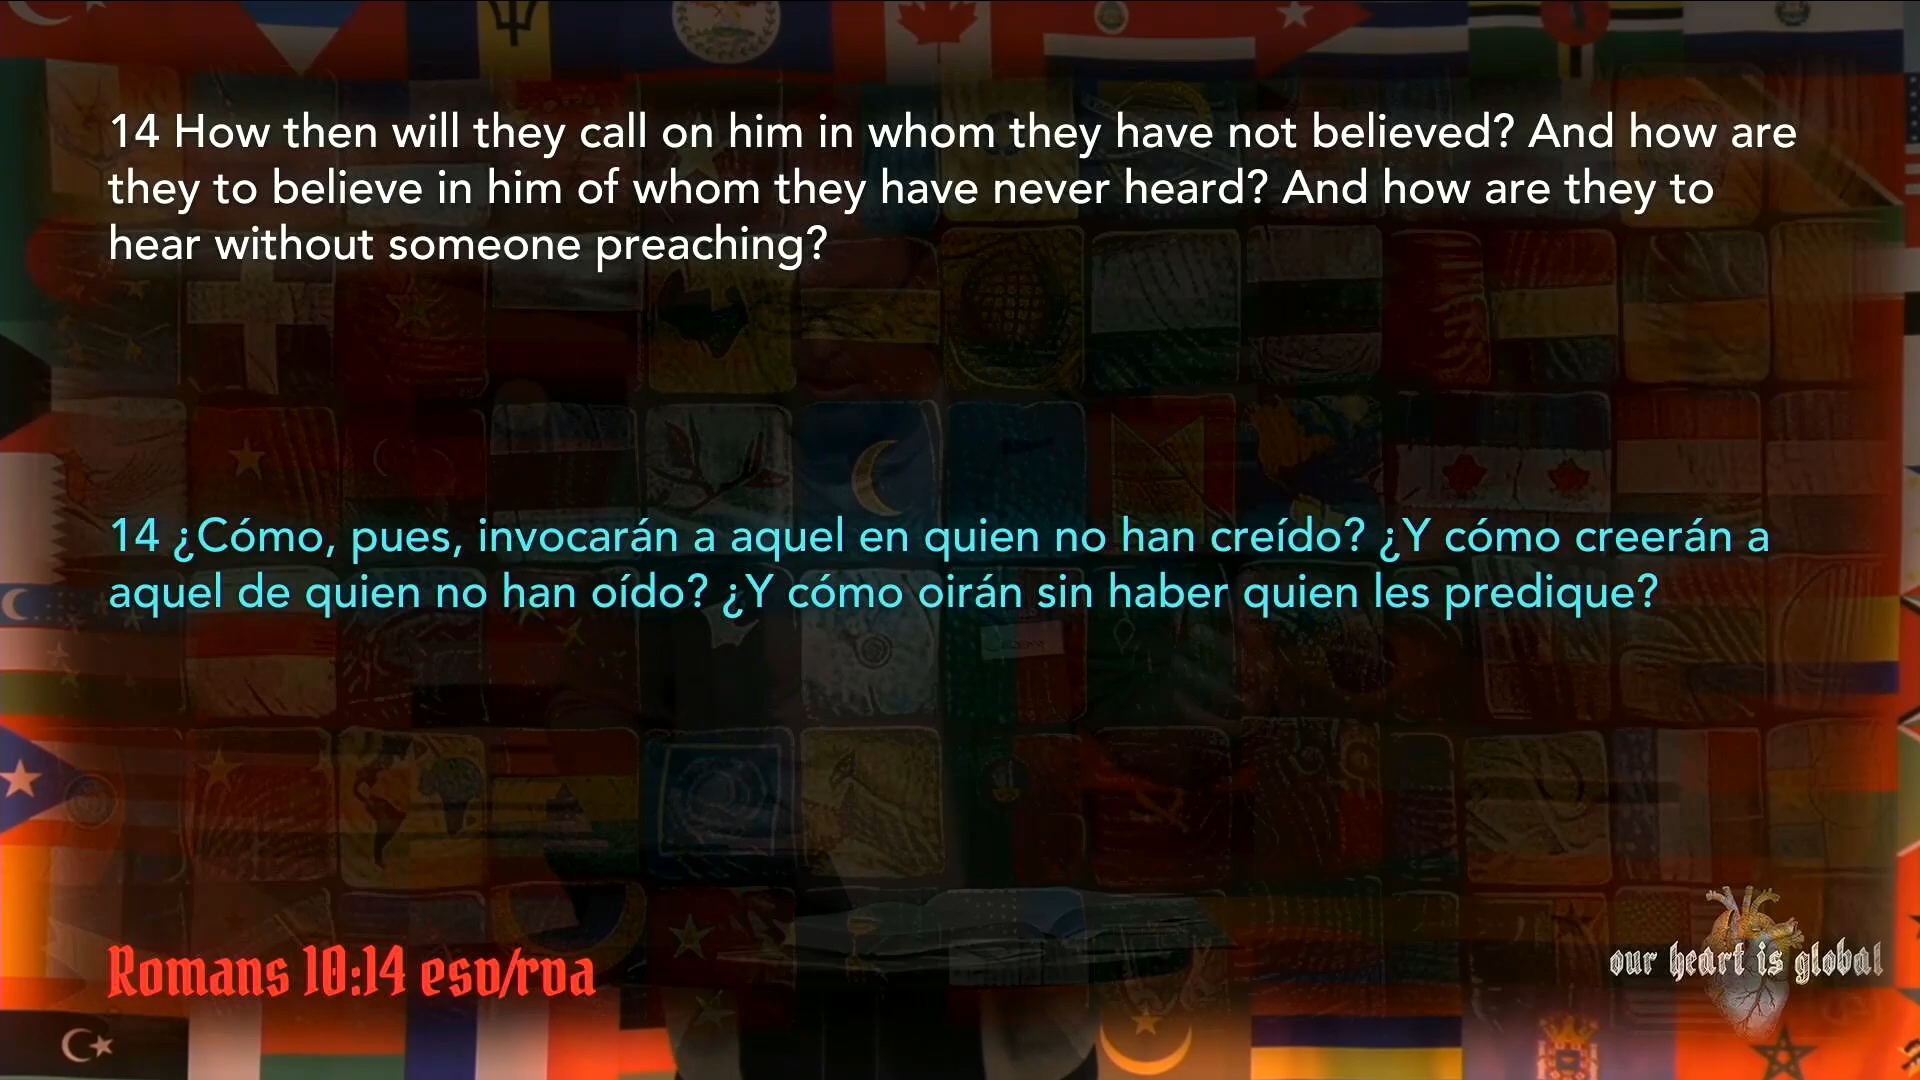 14 How then will they call on him in whom they have not believed? And how are
they to believe in him of whom they have never heard? And how are they to
hear without someone preaching?
14 ¿Cómo, pues, invocarán a aquel en quien no han creído? ¿Y cómo creerán a
aquel de quien no han oído? ¿Y cómo oirán sin haber quien les predique?
Romans 10:14 esv/rva
our heart is global